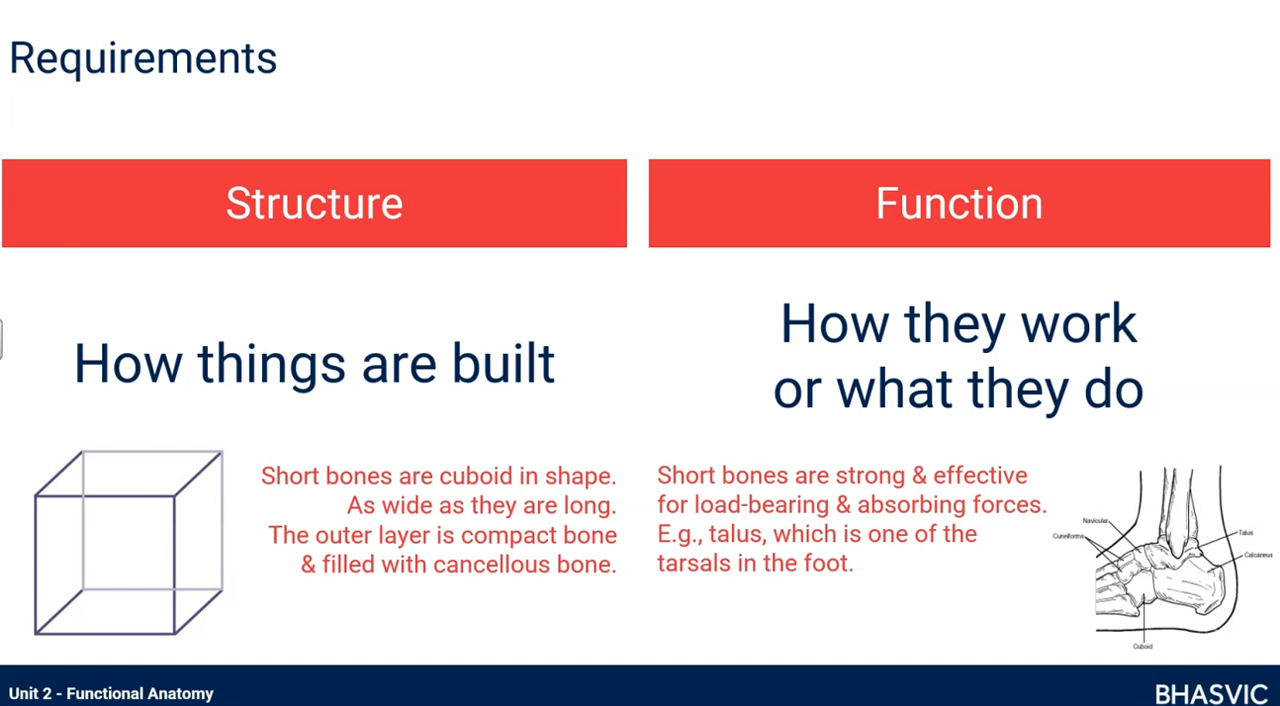 Requirements
Structure
Function
How things are built
How they work
or what they do
Short bones are cuboid in shape.
As wide as they are long.
The outer layer is compact bone
& filled with cancellous bone.
Short bones are strong & effective
for load-bearing & absorbing forces.
E.g., talus, which is one of the
tarsals in the foot.
Navicular
Cuneiforms
Talus
Calcaneus
Cuboid
Unit 2 - Functional Anatomy
BHASVIC